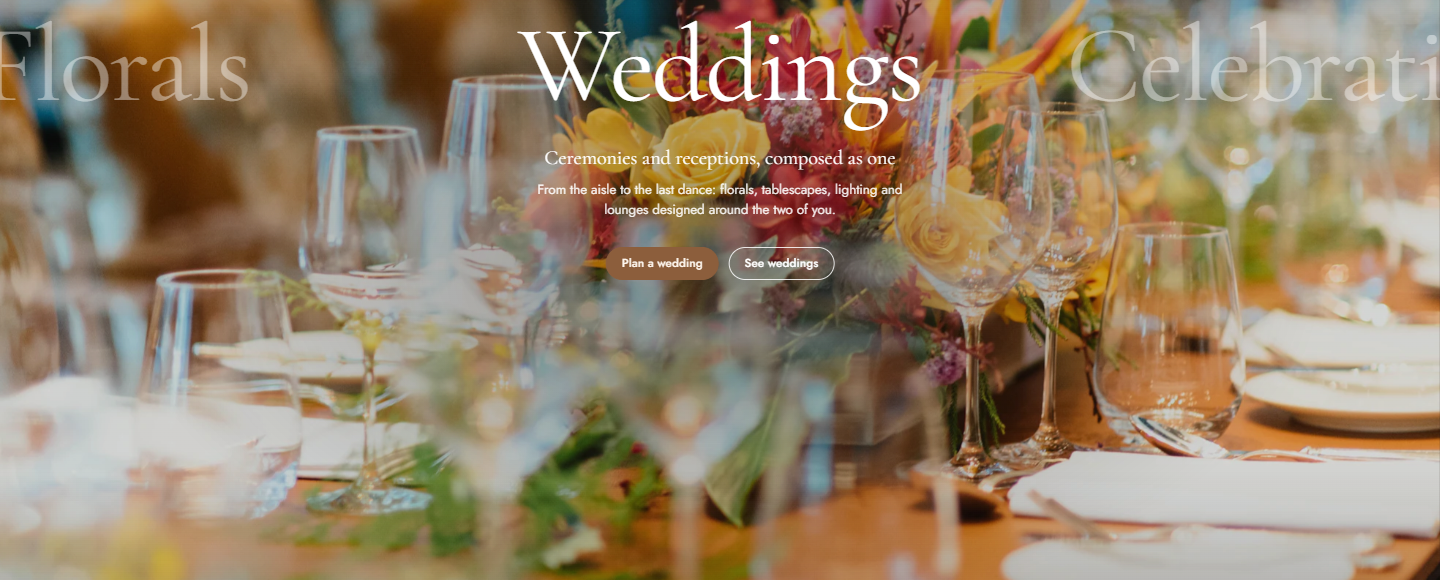 Florals
Weddings
Celebrati
Ceremonies and receptions, composed as one
From the aisle to the last dance: florals, tablescapes, lighting and
lounges designed around the two of you.
Plan a wedding
See weddings